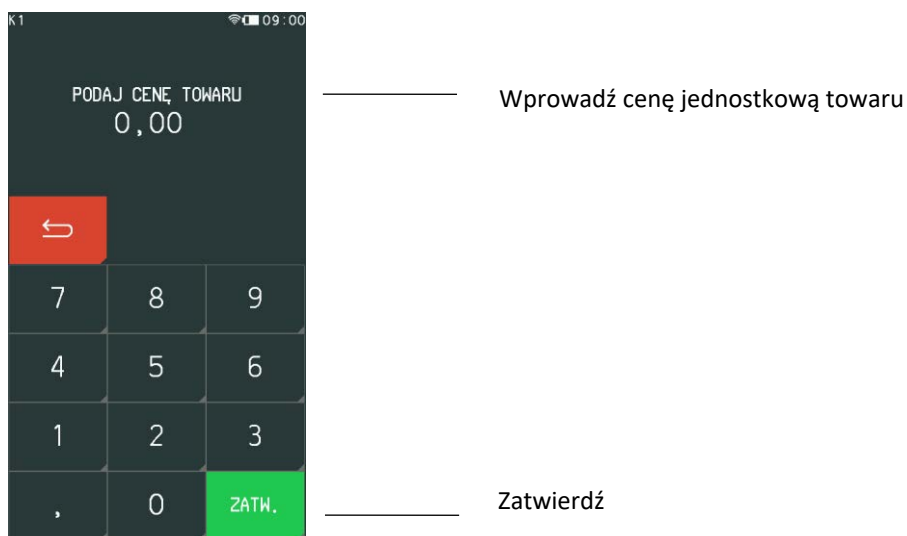 K1 09:00
PODAJ CENĘ TOWARU
0,00
Wprowadź cenę jednostkową towaru
7 8 9
4 5 6
1 2 3
, 0 ZATW.
Zatwierdź